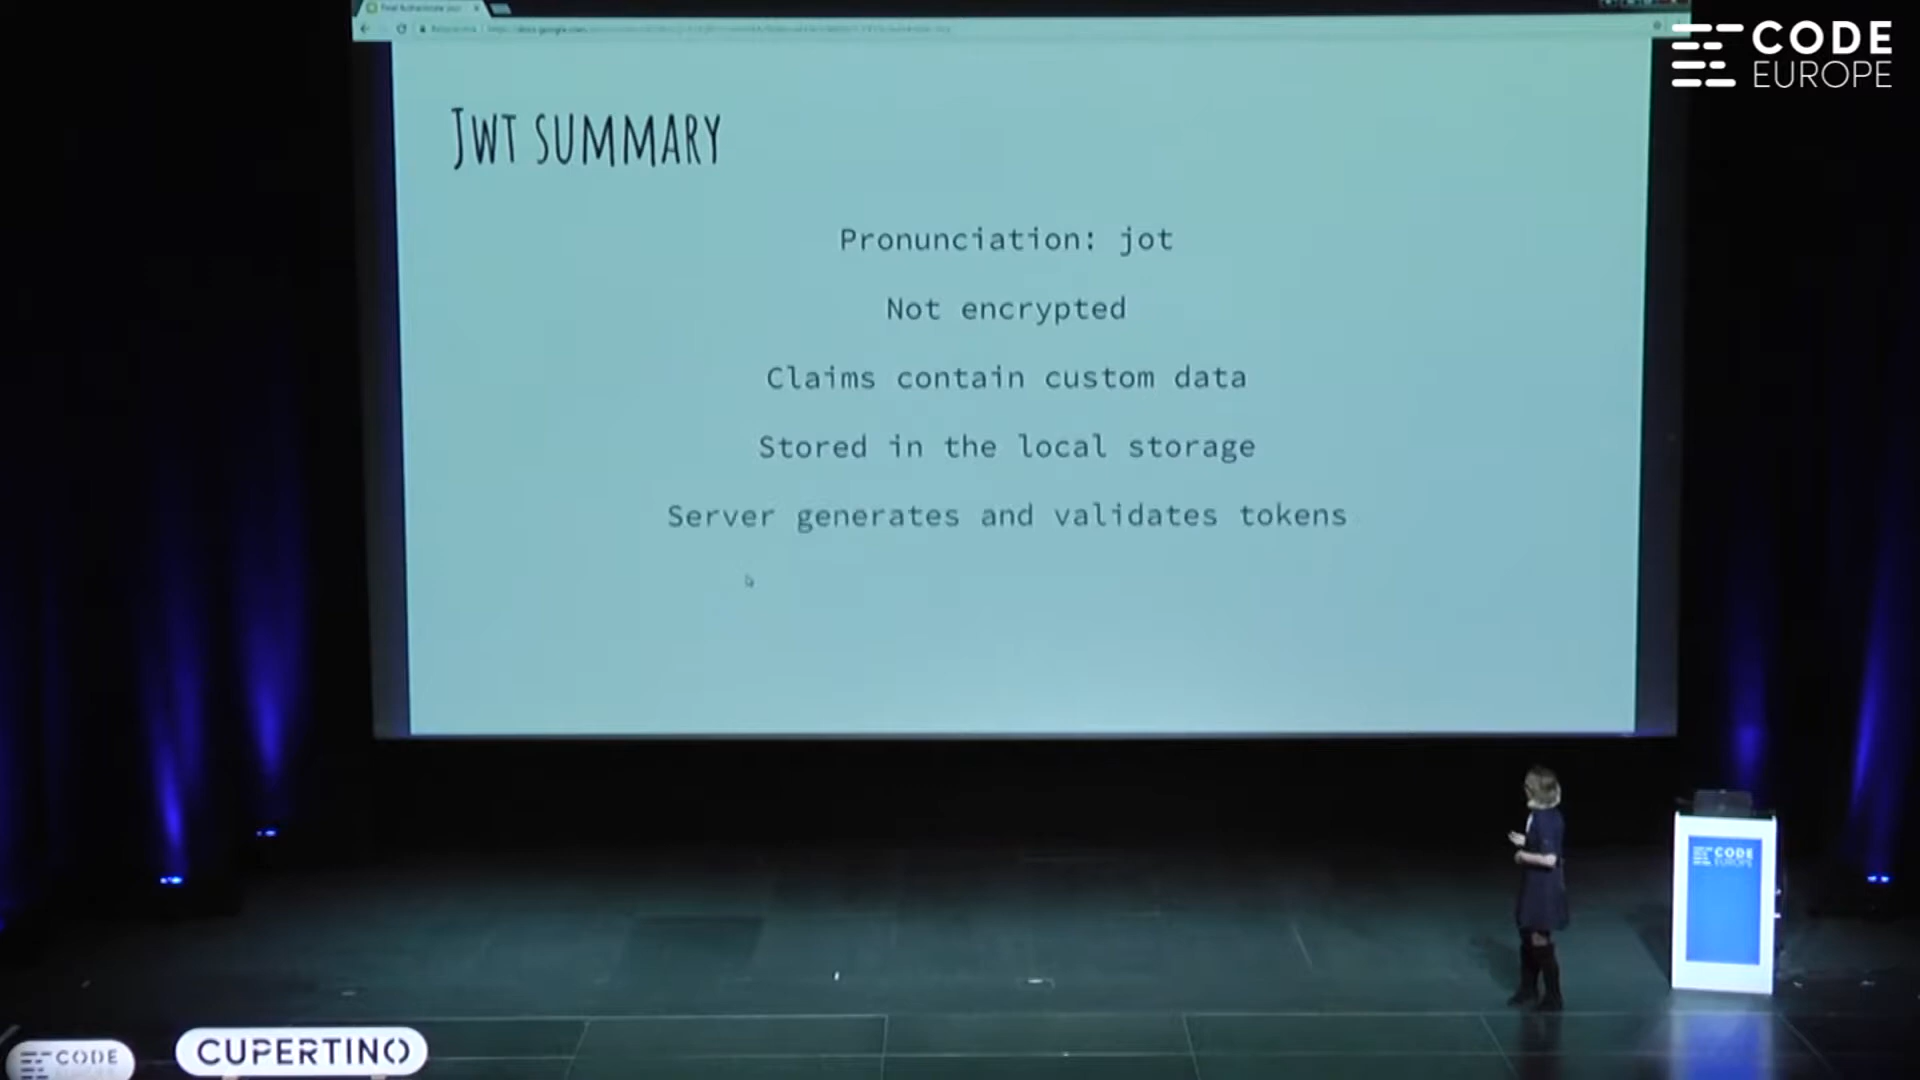 CODE
EUROPE
JWT SUMMARY
Pronunciation: jot
Not encrypted
Claims contain custom data
Stored in the local storage
Server generates and validates tokens
CODE
EUROPE
CODE
CUPERTINO